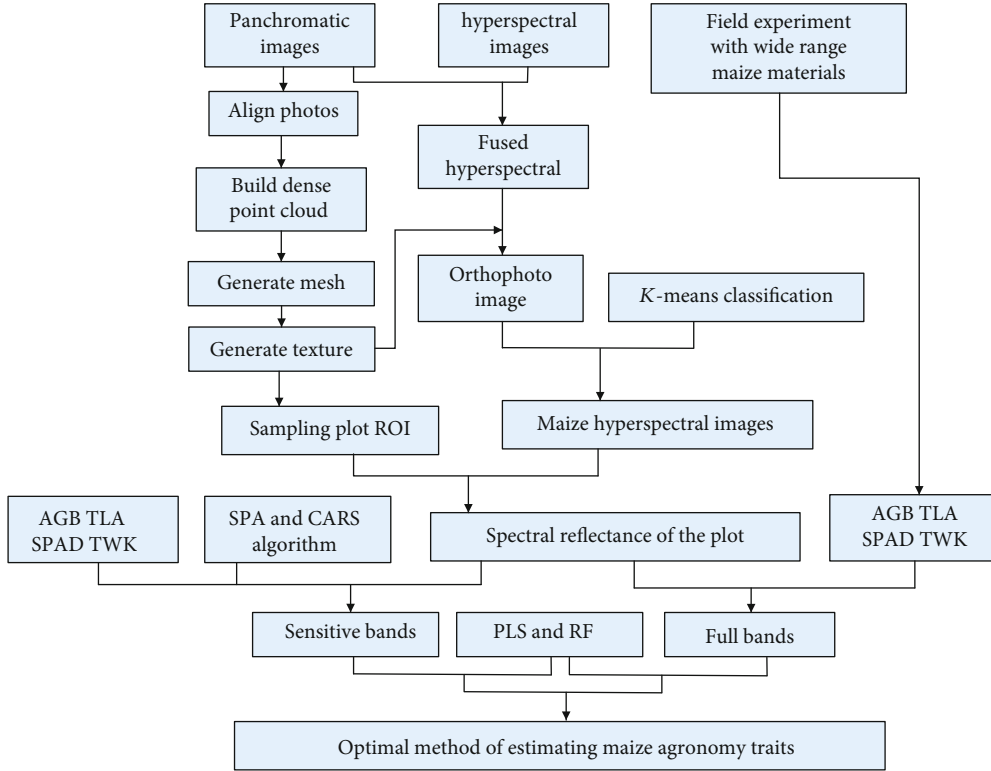 Panchromatic
images
hyperspectral
images
Field experiment
with wide range
maize materials
Align photos
Fused
hyperspectral
Build dense
point cloud
Generate mesh
Orthophoto
image
K-means classification
Generate texture
Sampling plot ROI
Maize hyperspectral images
AGB TLA
SPAD TWK
SPA and CARS
algorithm
Spectral reflectance of the plot
AGB TLA
SPAD TWK
Sensitive bands
PLS and RF
Full bands
Optimal method of estimating maize agronomy traits